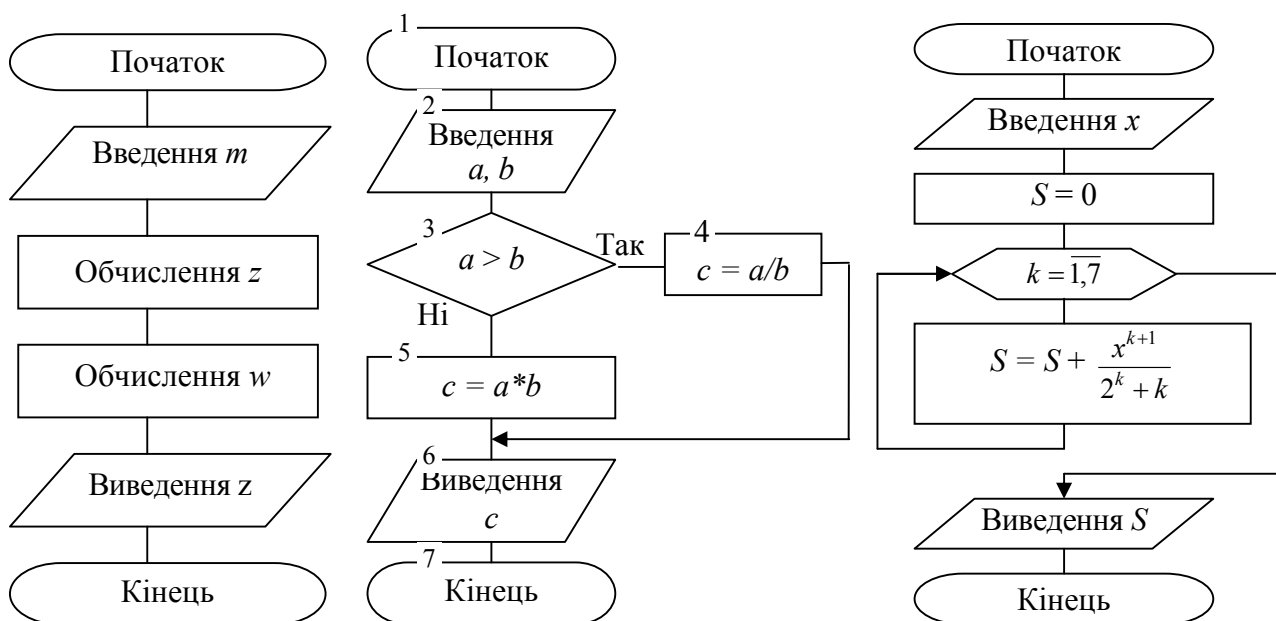 Початок
Введення m
Обчислення z
Обчислення w
Виведення z
Кінець
1
Початок
2
Введення
a, b
3
a > b
Так
4
c = a/b
Ні
5
c = a*b
6
Виведення
c
7
Кінець
Початок
Введення x
S = 0
k = 1,7
S = S + x^{k+1} / (2^k + k)
Виведення S
Кінець